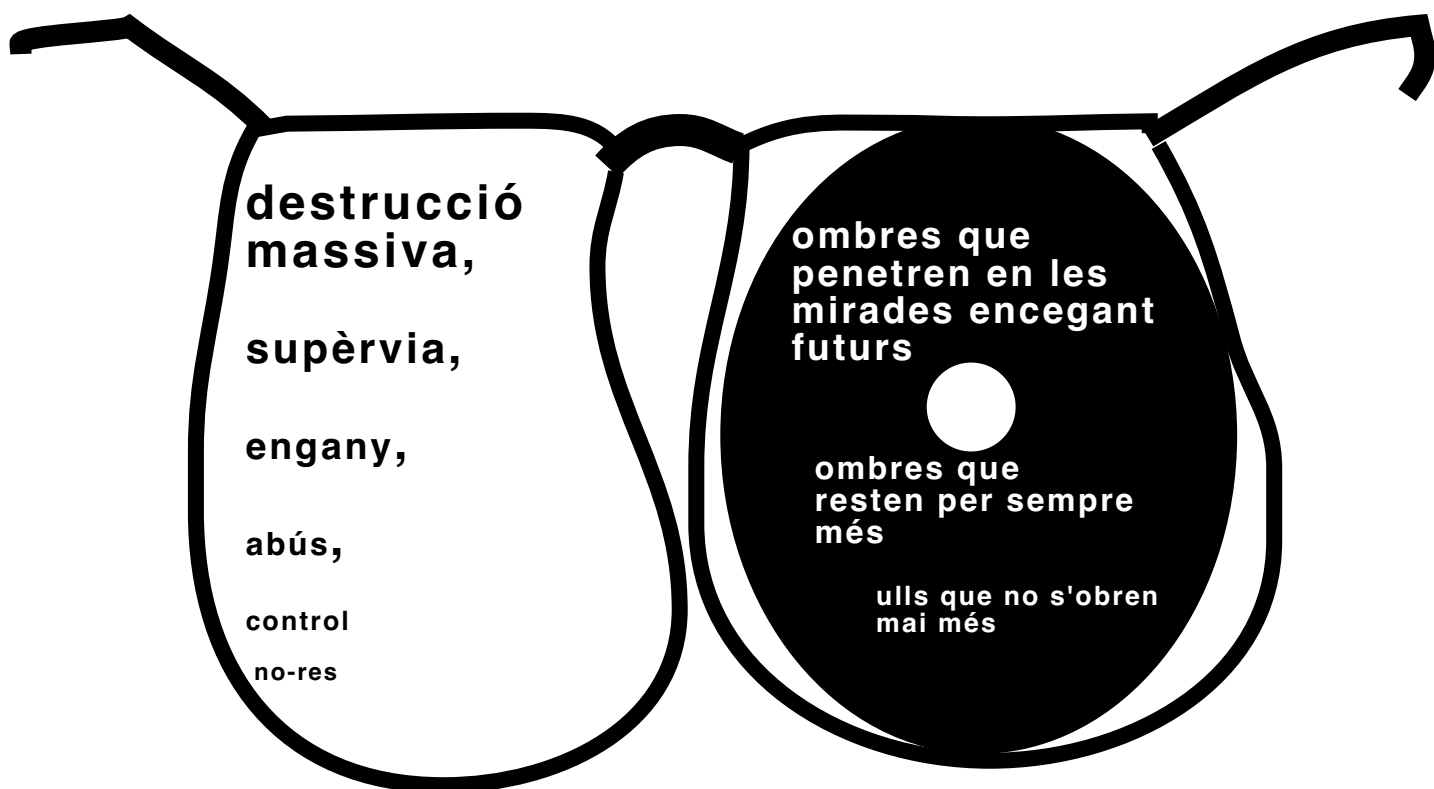 destrucció
massiva,
supèrvia,
engany,
abús,
control
no-res
ombres que
penetren en les
mirades encegant
futurs
ombres que
resten per sempre
més
ulls que no s'obren
mai més